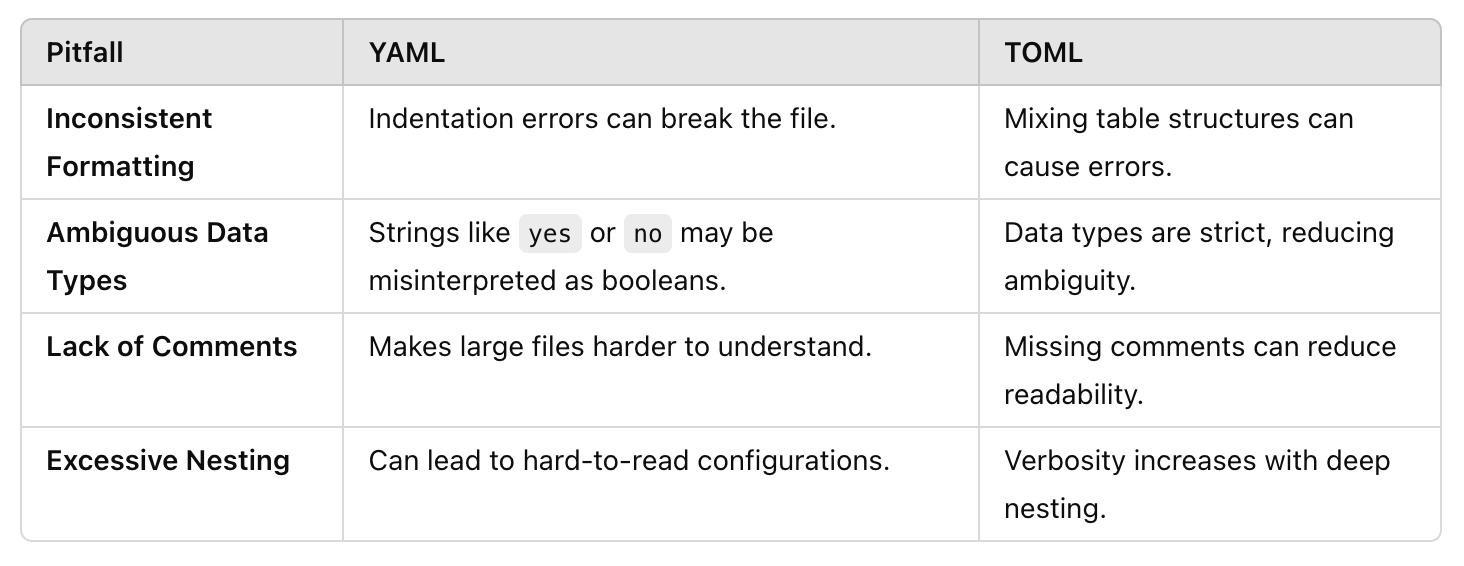 Pitfall YAML TOML
Inconsistent Formatting Indentation errors can break the file. Mixing table structures can cause errors.
Ambiguous Data Types Strings like yes or no may be misinterpreted as booleans. Data types are strict, reducing ambiguity.
Lack of Comments Makes large files harder to understand. Missing comments can reduce readability.
Excessive Nesting Can lead to hard-to-read configurations. Verbosity increases with deep nesting.